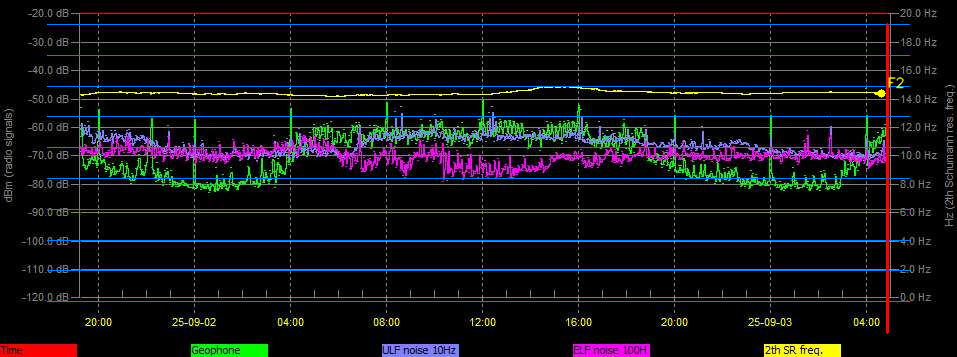 -20.0 dB 20.0 Hz
-30.0 dB 18.0 Hz
-40.0 dB 16.0 Hz
F2
-50.0 dB 14.0 Hz
-60.0 dB 12.0 Hz
-70.0 dB 10.0 Hz
-80.0 dB 8.0 Hz
-90.0 dB 6.0 Hz
-100.0 dB 4.0 Hz
-110.0 dB 2.0 Hz
-120.0 dB 0.0 Hz
dBm (radio signals)
Hz (2th Schumann res. freq.)
20:00 25-09-02 04:00 08:00 12:00 16:00 20:00 25-09-03 04:00
Time Geophone ULF noise 10Hz ELF noise 100H 2th SR freq.